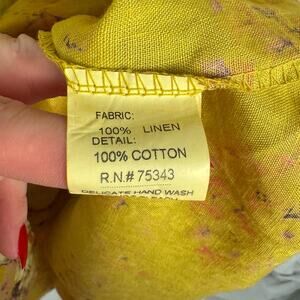 FABRIC:
100% LINEN
DETAIL:
100% COTTON
R.N.# 75343
DELICATE HAND WASH